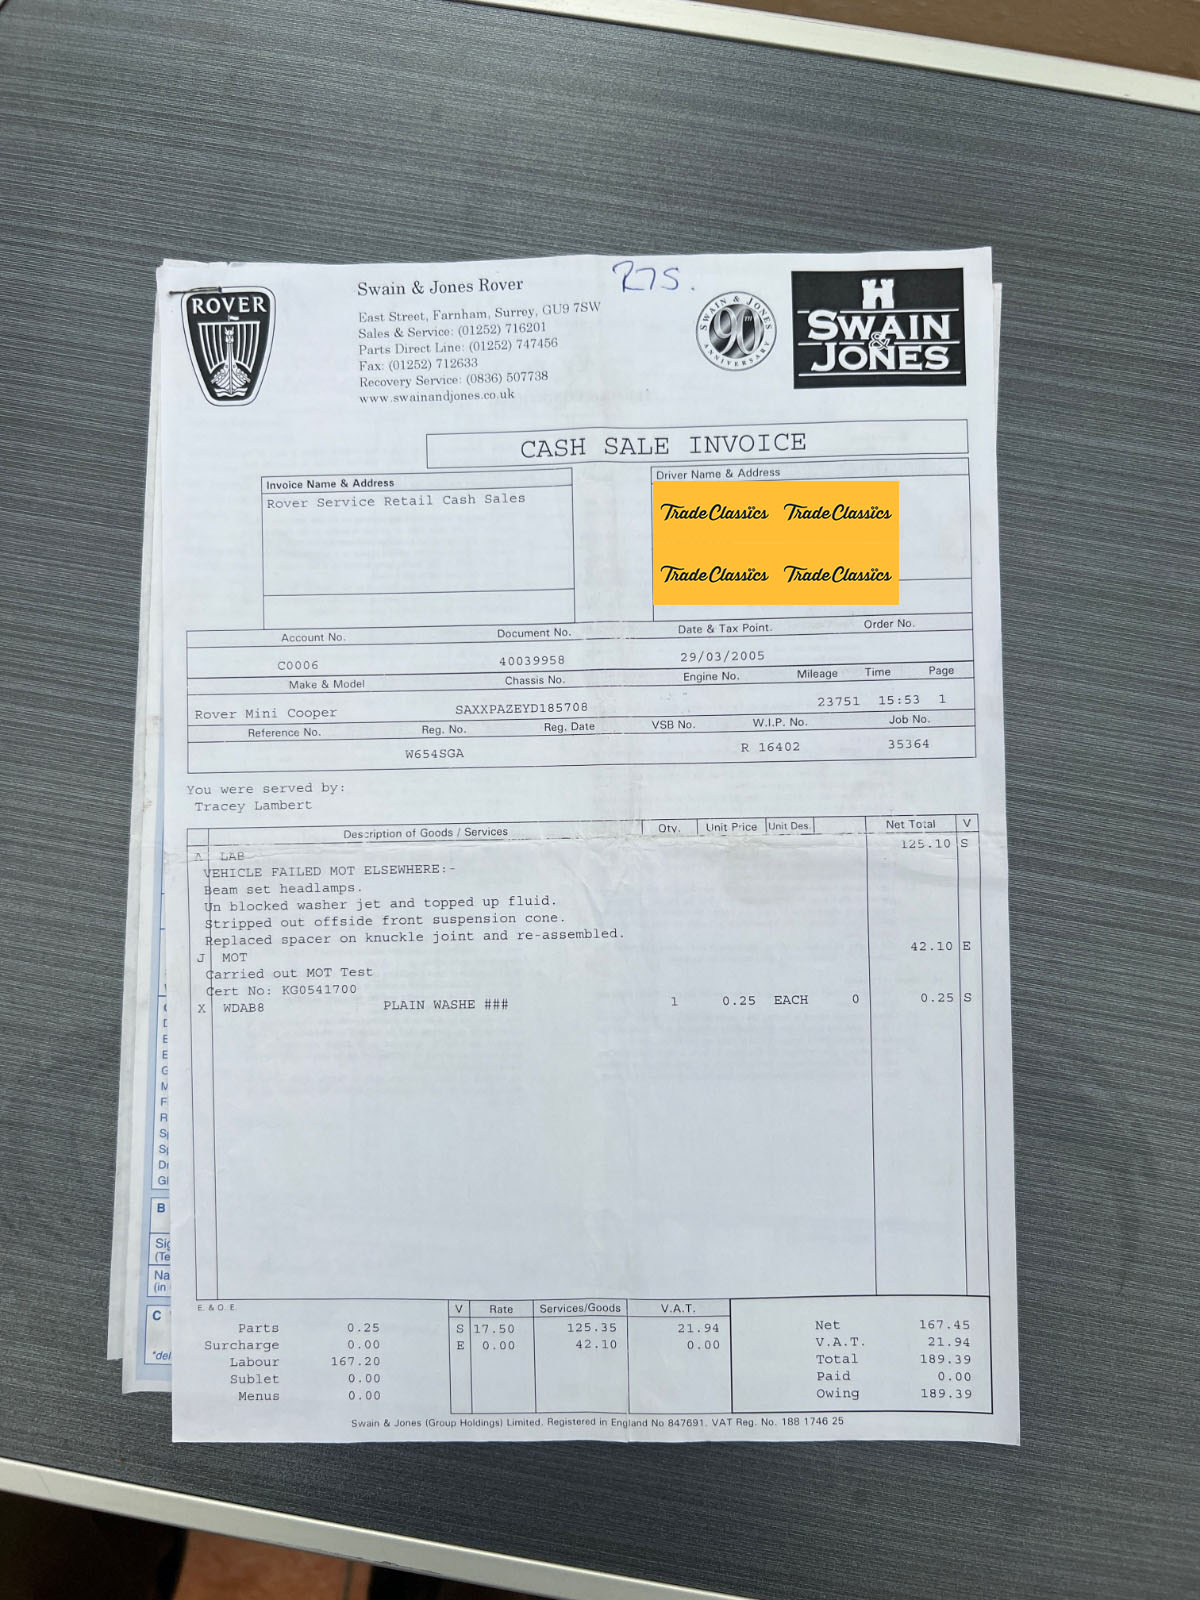 R7S.
ROVER
Swain & Jones Rover
East Street, Farnham, Surrey, GU9 7SW
Sales & Service: (01252) 716201
Parts Direct Line: (01252) 747456
Fax: (01252) 712633
Recovery Service: (0836) 507738
www.swainandjones.co.uk
SWAIN & JONES
90TH
ANNIVERSARY
SWAIN
&
JONES
CASH SALE INVOICE
Invoice Name & Address
Rover Service Retail Cash Sales
Driver Name & Address
Trade Classics Trade Classics
Trade Classics Trade Classics
Account No. Document No. Date & Tax Point. Order No.
C0006 40039958 29/03/2005
Make & Model Chassis No. Engine No. Mileage Time Page
Rover Mini Cooper SAXXPAZEYD185708 23751 15:53 1
Reference No. Reg. No. Reg. Date VSB No. W.I.P. No. Job No.
W654SGA R 16402 35364
You were served by:
Tracey Lambert
Description of Goods / Services Qty. Unit Price Unit Des. Net Total V
A LAB 125.10 S
VEHICLE FAILED MOT ELSEWHERE:-
Beam set headlamps.
Un blocked washer jet and topped up fluid.
Stripped out offside front suspension cone.
Replaced spacer on knuckle joint and re-assembled.
J MOT 42.10 E
Carried out MOT Test
Cert No: KG0541700
X WDAB8 PLAIN WASHE ### 1 0.25 EACH 0 0.25 S
E. & O. E.
V Rate Services/Goods V.A.T.
Parts 0.25 S 17.50 125.35 21.94 Net 167.45
Surcharge 0.00 E 0.00 42.10 0.00 V.A.T. 21.94
Labour 167.20 Total 189.39
Sublet 0.00 Paid 0.00
Menus 0.00 Owing 189.39
Swain & Jones (Group Holdings) Limited. Registered in England No 847691. VAT Reg. No. 188 1746 25
B
C